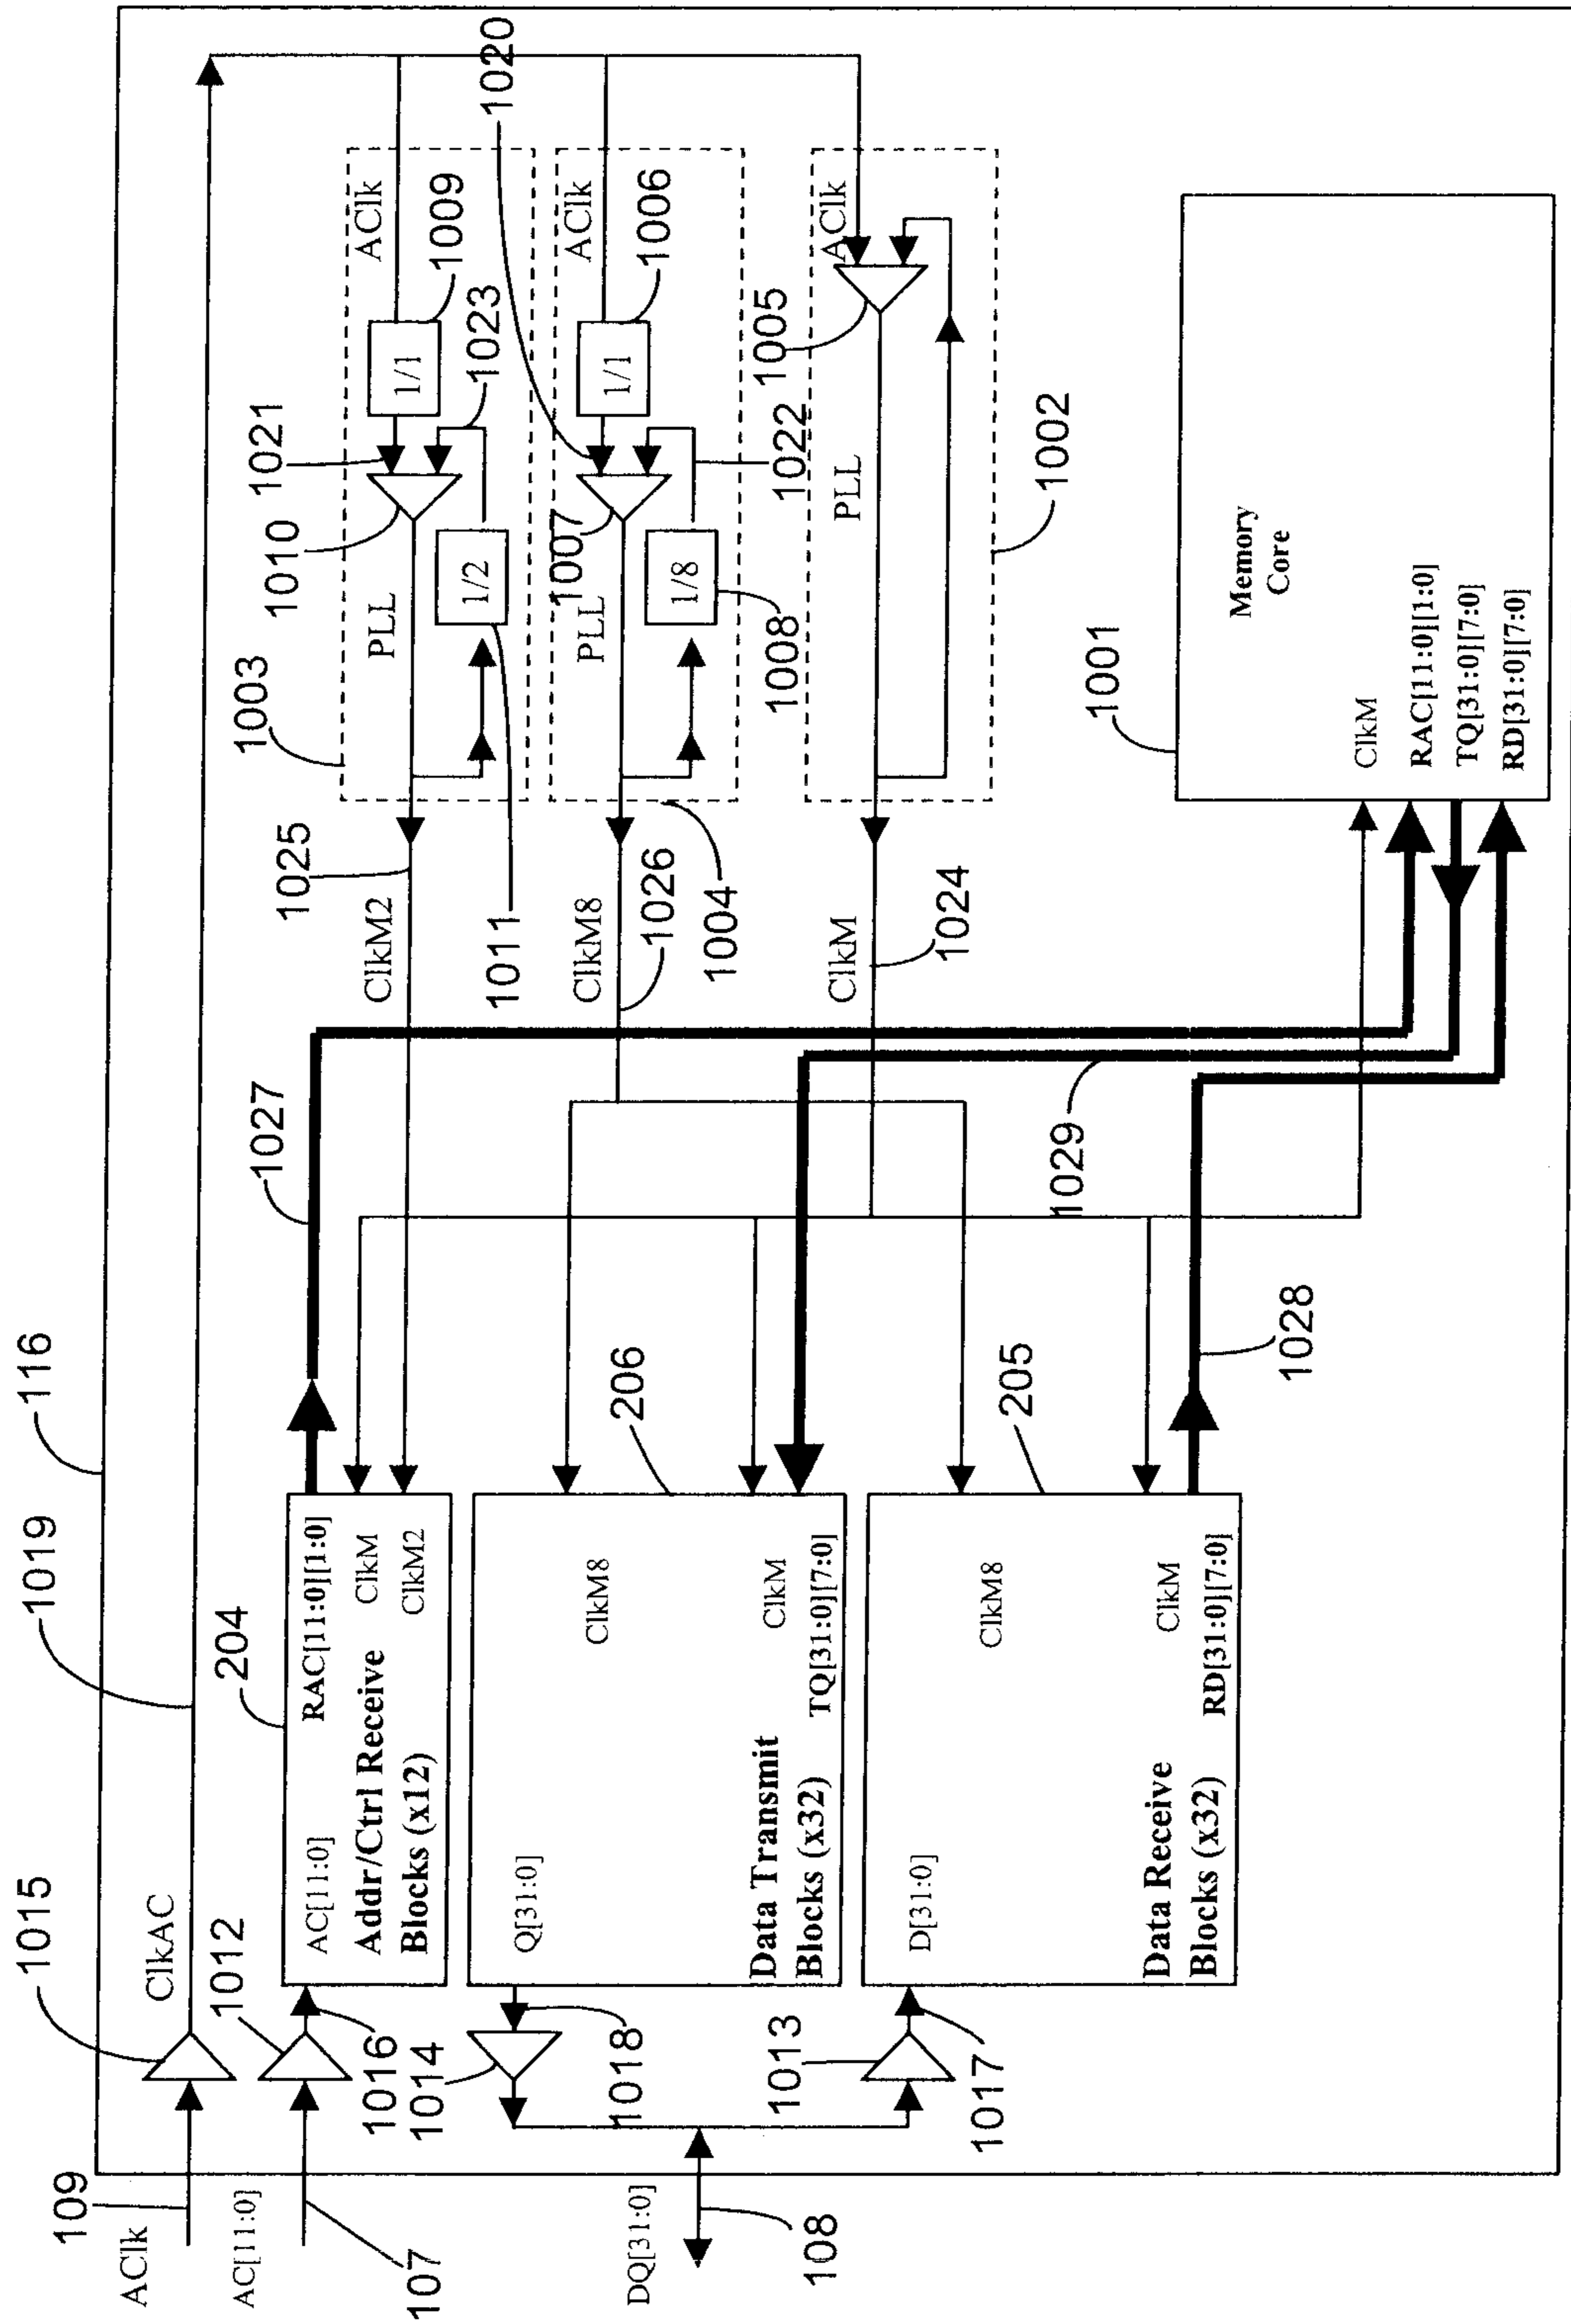 116
1019
109
AClk
1015
ClkAC
AC[11:0]
107
1012
1016
204
AC[11:0]
RAC[11:0][1:0]
Addr/Ctrl Receive
Blocks (x12)
ClkM
ClkM2
1027
1014
1018
DQ[31:0]
108
Q[31:0]
206
ClkM8
Data Transmit
Blocks (x32)
ClkM
TQ[31:0][7:0]
1013
1017
D[31:0]
205
ClkM8
Data Receive
Blocks (x32)
ClkM
RD[31:0][7:0]
1028
1029
1003
1025
ClkM2
1011
PLL
1010
1021
1/2
1/1
1023
1009
AClk
1020
ClkM8
1026
1004
PLL
1007
1/8
1008
1/1
1022
1006
AClk
ClkM
1024
PLL
1005
AClk
1002
1001
Memory
Core
ClkM
RAC[11:0][1:0]
TQ[31:0][7:0]
RD[31:0][7:0]